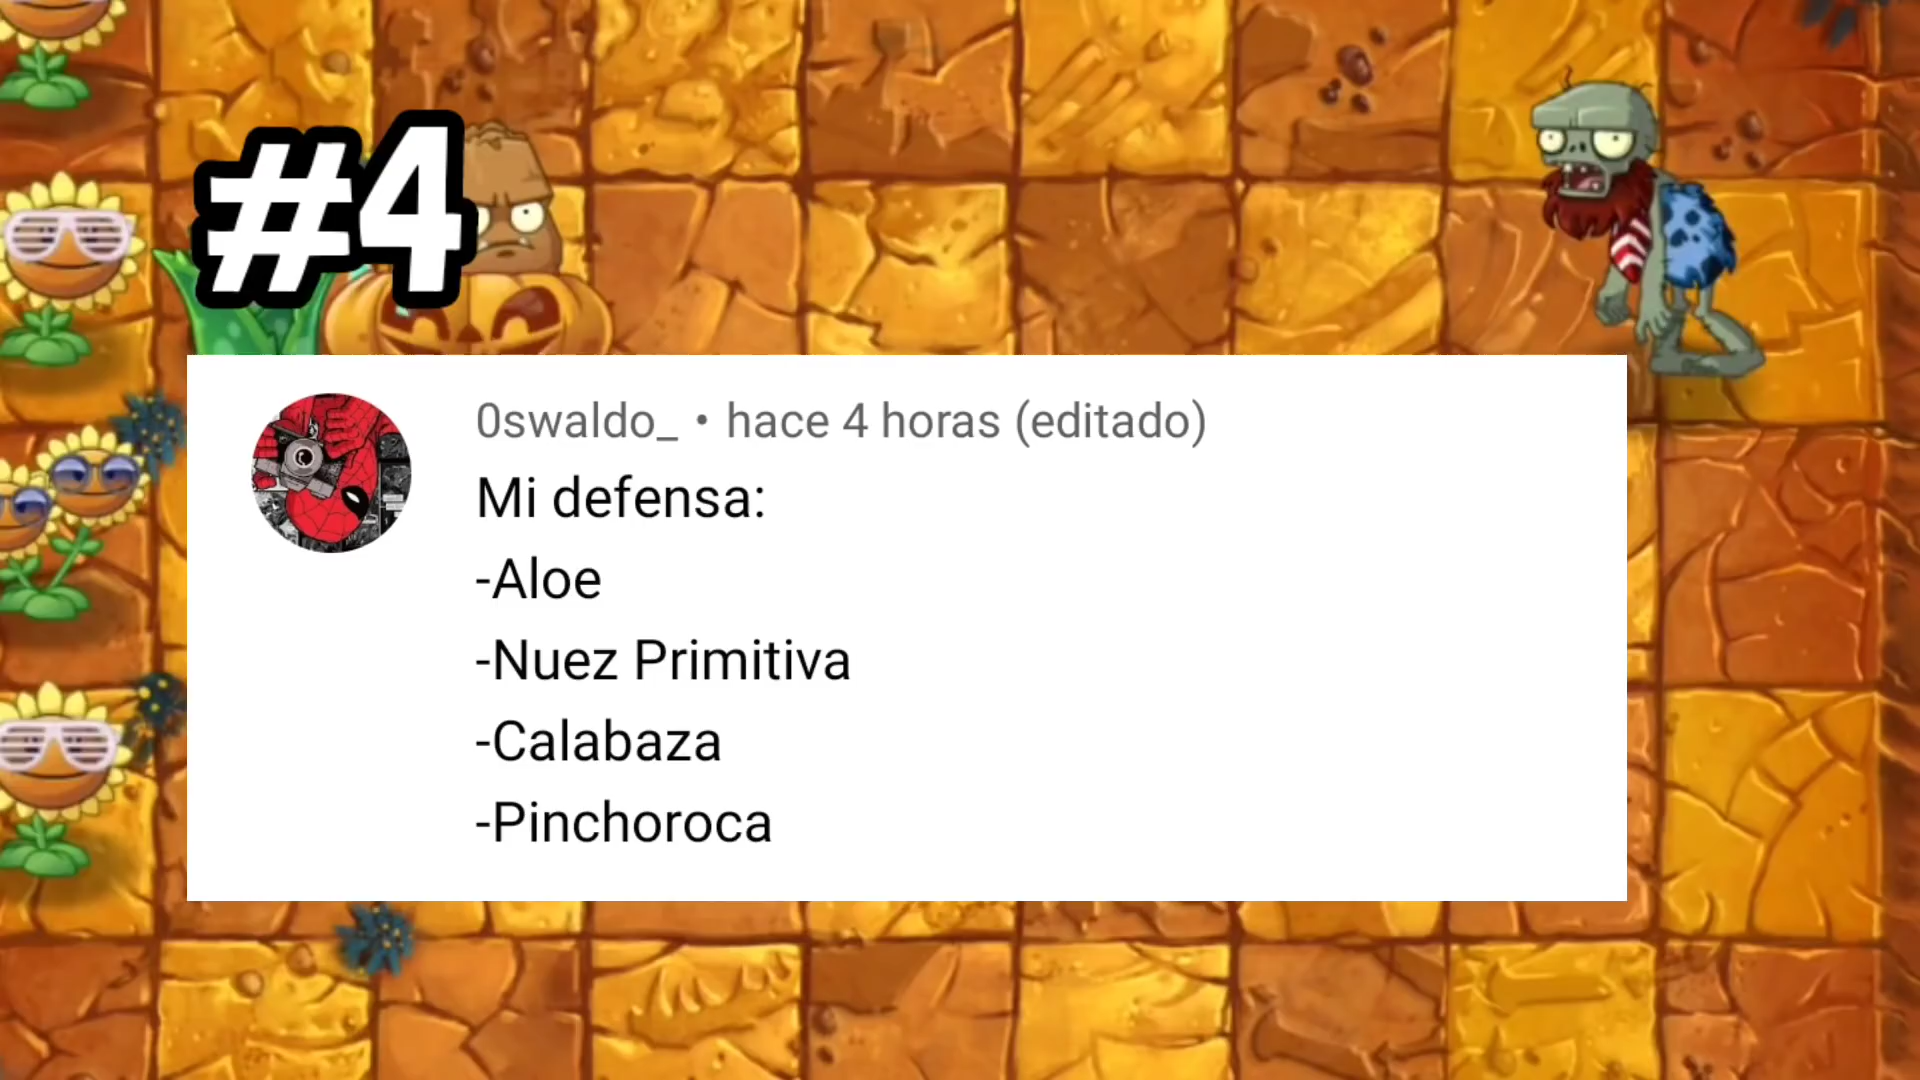 #4
0swaldo_ • hace 4 horas (editado)
Mi defensa:
-Aloe
-Nuez Primitiva
-Calabaza
-Pinchoroca